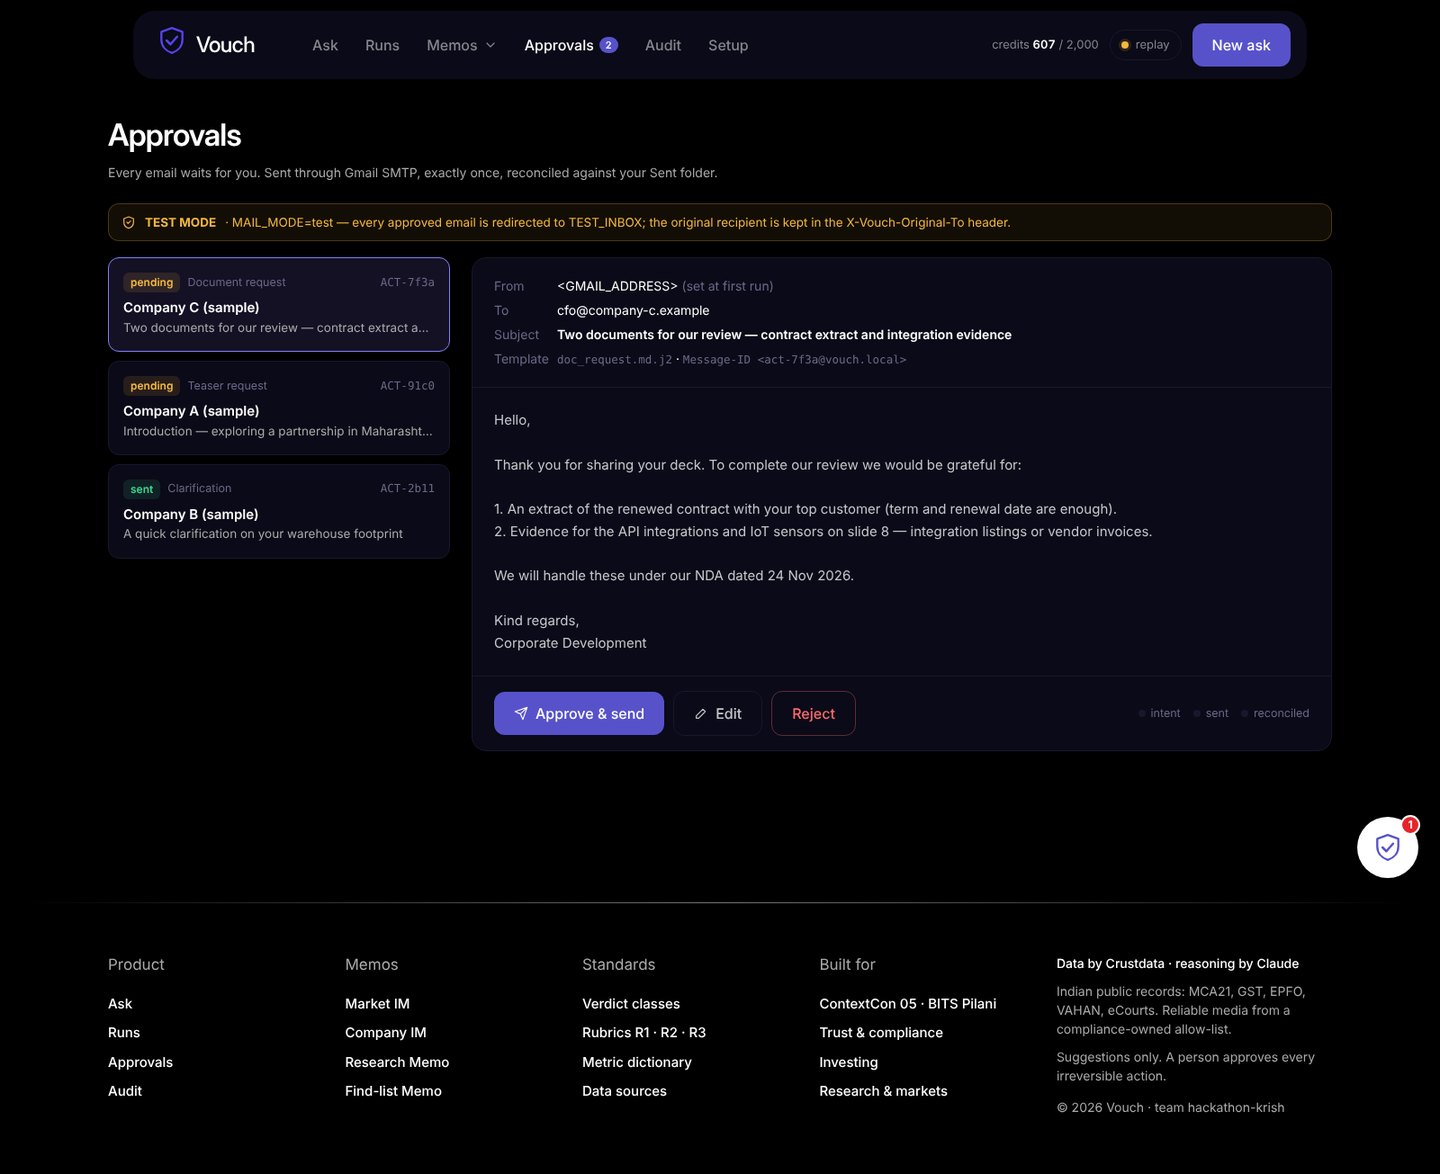 Vouch
Ask
Runs
Memos
Approvals 2
Audit
Setup
credits 607 / 2,000
replay
New ask
Approvals
Every email waits for you. Sent through Gmail SMTP, exactly once, reconciled against your Sent folder.
TEST MODE · MAIL_MODE=test — every approved email is redirected to TEST_INBOX; the original recipient is kept in the X-Vouch-Original-To header.
pending Document request ACT-7f3a
Company C (sample)
Two documents for our review — contract extract a...
pending Teaser request ACT-91c0
Company A (sample)
Introduction — exploring a partnership in Maharasht...
sent Clarification ACT-2b11
Company B (sample)
A quick clarification on your warehouse footprint
From <GMAIL_ADDRESS> (set at first run)
To cfo@company-c.example
Subject Two documents for our review — contract extract and integration evidence
Template doc_request.md.j2 · Message-ID <act-7f3a@vouch.local>
Hello,
Thank you for sharing your deck. To complete our review we would be grateful for:
1. An extract of the renewed contract with your top customer (term and renewal date are enough).
2. Evidence for the API integrations and IoT sensors on slide 8 — integration listings or vendor invoices.
We will handle these under our NDA dated 24 Nov 2026.
Kind regards,
Corporate Development
Approve & send
Edit
Reject
intent
sent
reconciled
1
Product
Ask
Runs
Approvals
Audit
Memos
Market IM
Company IM
Research Memo
Find-list Memo
Standards
Verdict classes
Rubrics R1 · R2 · R3
Metric dictionary
Data sources
Built for
ContextCon 05 · BITS Pilani
Trust & compliance
Investing
Research & markets
Data by Crustdata · reasoning by Claude
Indian public records: MCA21, GST, EPFO,
VAHAN, eCourts. Reliable media from a
compliance-owned allow-list.
Suggestions only. A person approves every
irreversible action.
© 2026 Vouch · team hackathon-krish